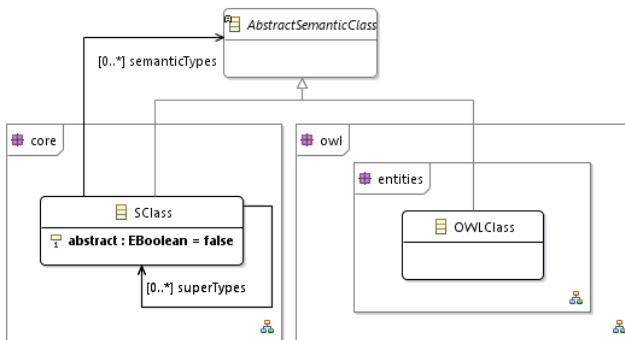 AbstractSemanticClass
[0..*] semanticTypes
core
owl
entities
SClass
abstract : EBoolean = false
OWLClass
[0..*] superTypes